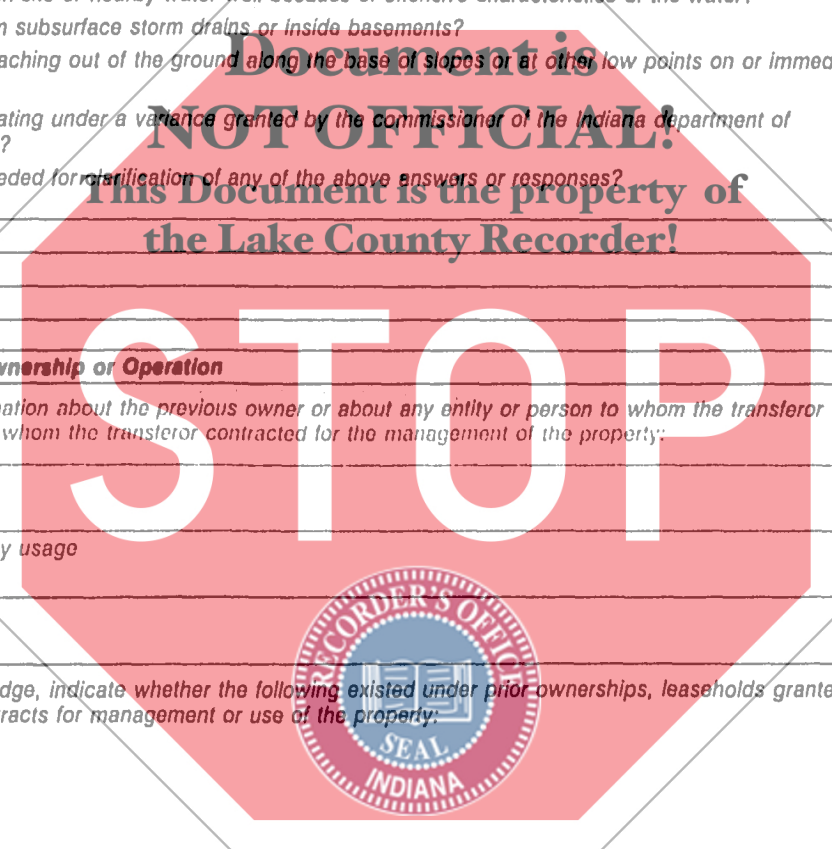 n subsurface storm drains or inside basements?
Document is
aching out of the ground along the base of slopes or at other low points on or immed
ating under a variance granted by the commissioner of the Indiana department of
NOT OFFICIAL!
?
eded for clarification of any of the above answers or responses?
This Document is the property of
the Lake County Recorder!
STOP
wnership or Operation
ation about the previous owner or about any entity or person to whom the transferor
whom the transferor contracted for the management of the property:
y usage
RECORDER'S OFFICE
SEAL
INDIANA
dge, indicate whether the following existed under prior ownerships, leaseholds grante
racts for management or use of the property: